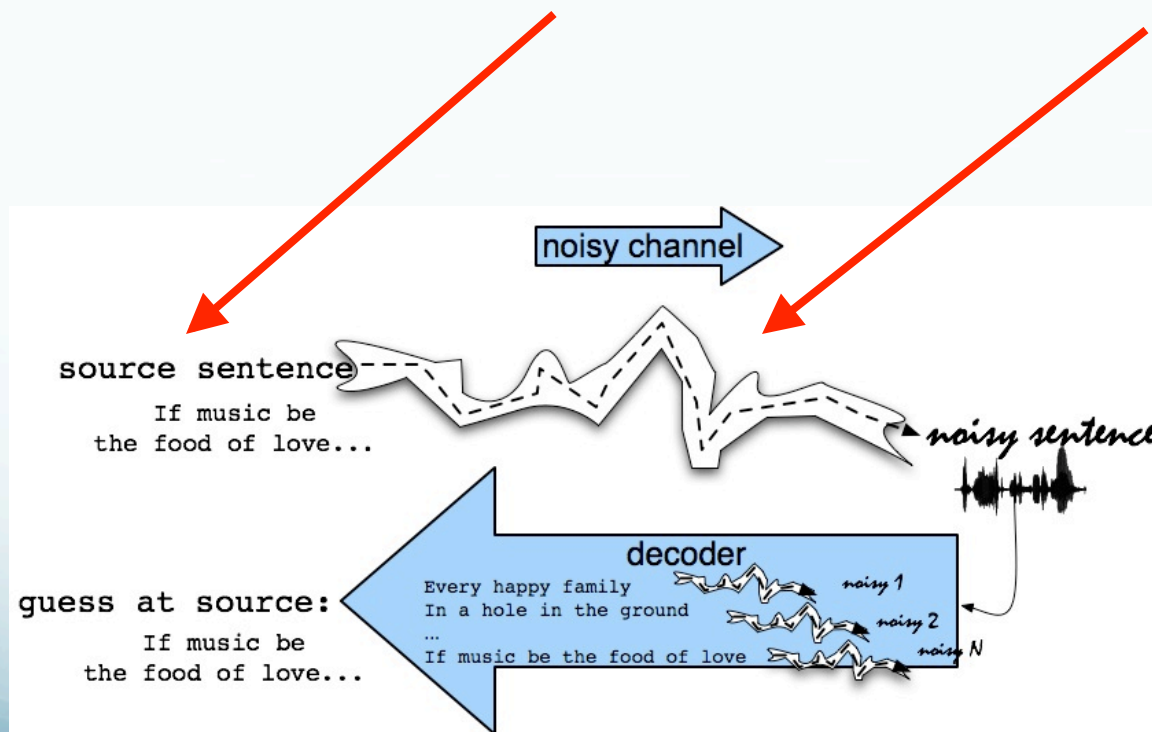 noisy channel
source sentence
If music be
the food of love...
noisy sentence
decoder
Every happy family
In a hole in the ground
...
If music be the food of love
noisy 1
noisy 2
noisy N
guess at source:
If music be
the food of love...